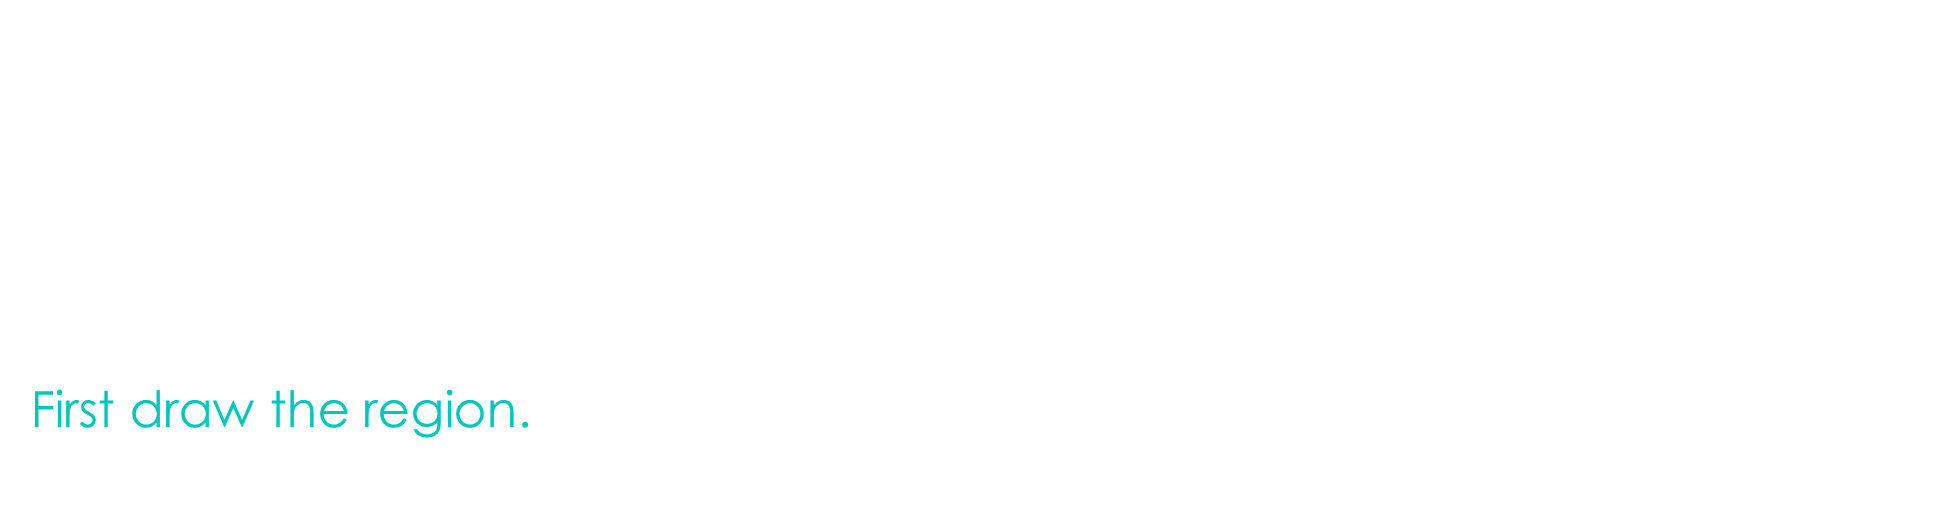 First draw the region.